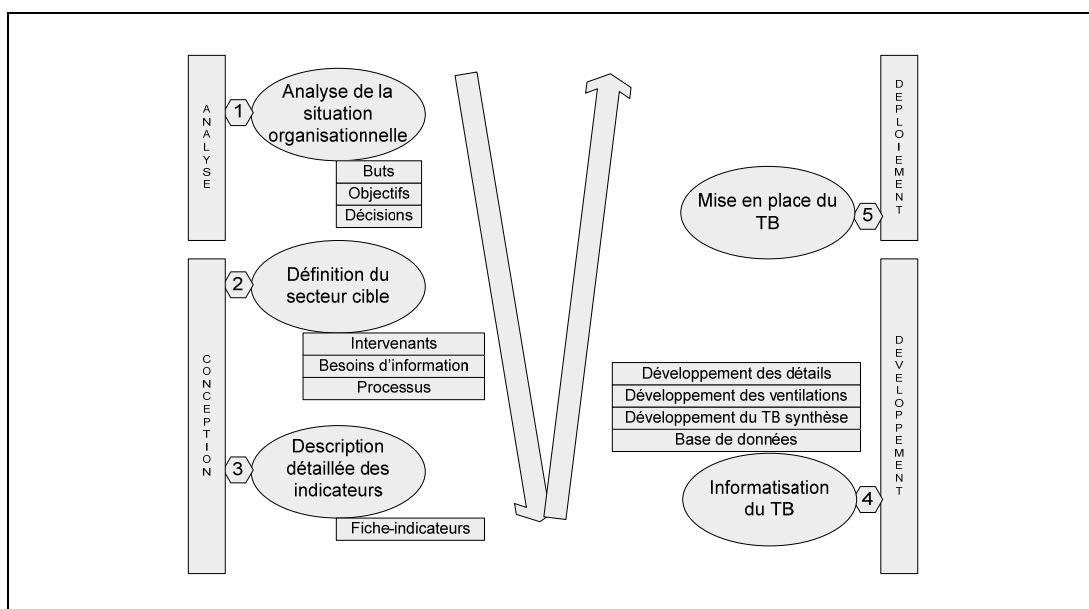 ANALYSE
1
Analyse de la
situation
organisationnelle
Buts
Objectifs
Décisions
CONCEPTION
2
Définition du
secteur cible
Intervenants
Besoins d'information
Processus
3
Description
détaillée des
indicateurs
Fiche-indicateurs
DEVELOPPEMENT
Développement des détails
Développement des ventilations
Développement du TB synthèse
Base de données
Informatisation
du TB
4
DEPLOIEMENT
Mise en place du
TB
5